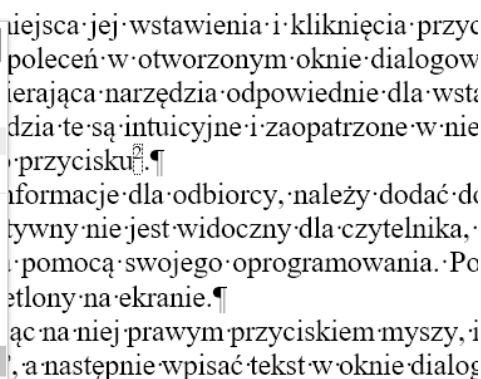 iejsca jej wstawienia i kliknięcia przyc
poleceń w otworzonym oknie dialogow
ierająca narzędzia odpowiednie dla wsta
dzia te są intuicyjne i zaopatrzone w nie
przycisku².¶
nformacje dla odbiorcy, należy dodać do
tywny nie jest widoczny dla czytelnika,
pomocą swojego oprogramowania. Po
etlony na ekranie.¶
ąc na niej prawym przyciskiem myszy, i
, a następnie wpisać tekst w oknie dialog